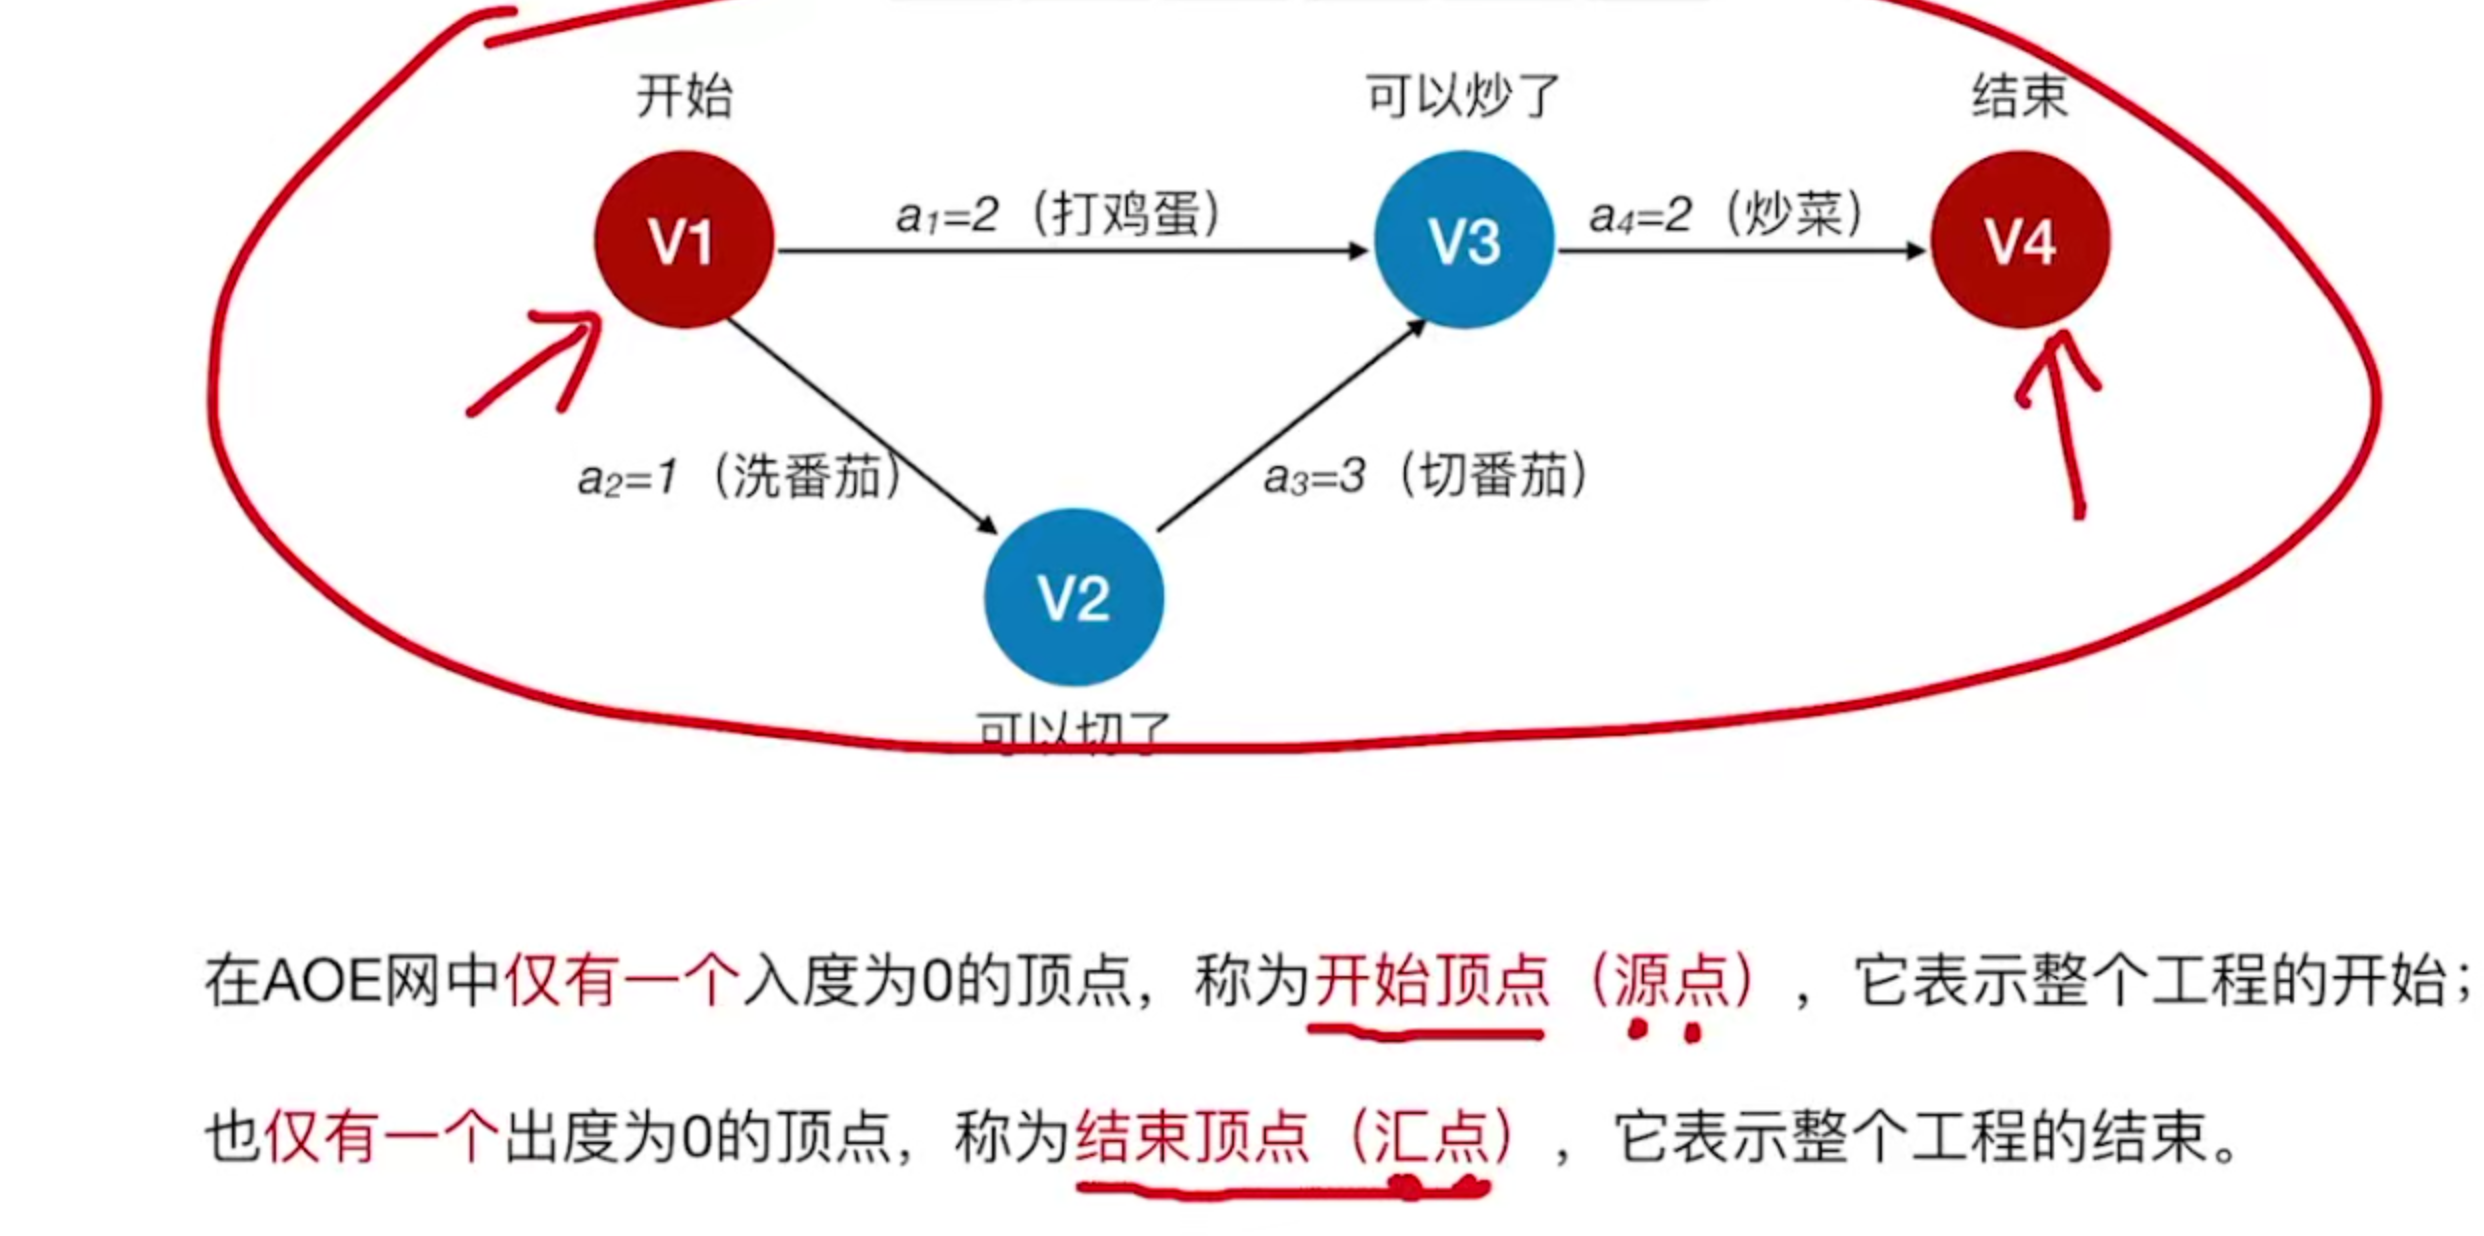 开始
可以炒了
结束
V1
a1=2（打鸡蛋）
V3
a4=2（炒菜）
V4
a2=1（洗番茄）
a3=3（切番茄）
V2
可以切了
在AOE网中仅有一个入度为0的顶点，称为开始顶点（源点），它表示整个工程的开始；
也仅有一个出度为0的顶点，称为结束顶点（汇点），它表示整个工程的结束。